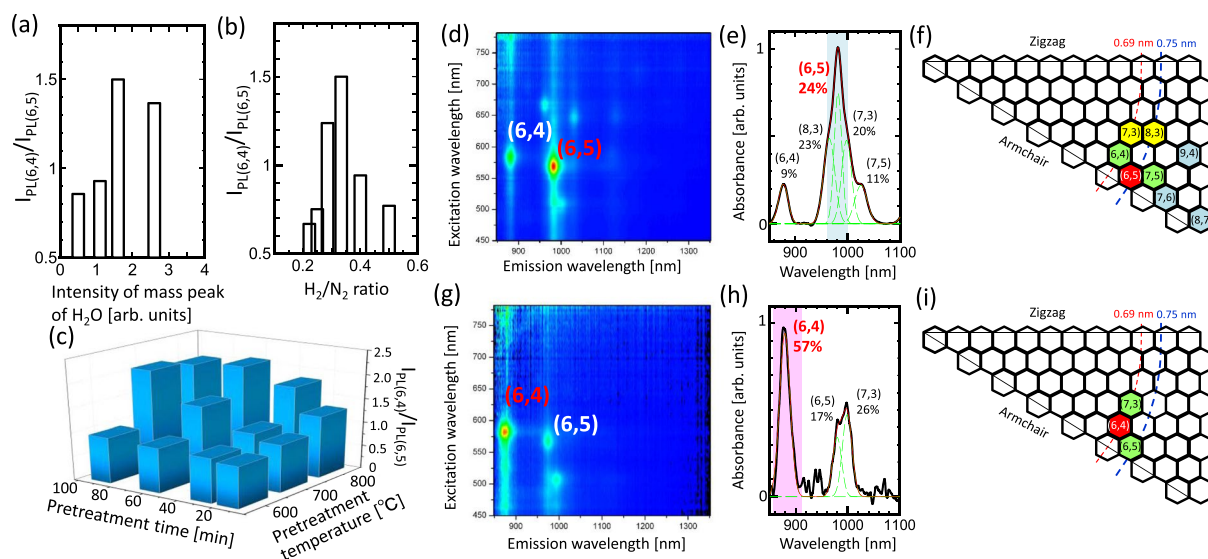 (a)
1.5
1
0.5
0 1 2 3 4
I_PL(6,4)/I_PL(6,5)
Intensity of mass peak
of H₂O [arb. units]
(b)
1.5
1
0.5
0.2 0.4 0.6
I_PL(6,4)/I_PL(6,5)
H₂/N₂ ratio
(c)
2.5
2.0
1.5
1.0
0.5
0
I_PL(6,4)/I_PL(6,5)
100 80 60 40 20
Pretreatment time [min]
600 700 800
Pretreatment
temperature [°C]
(d)
750
700
650
600
550
500
450
Excitation wavelength [nm]
(6,4)
(6,5)
900 1000 1100 1200 1300
Emission wavelength [nm]
(e)
1
0
Absorbance [arb. units]
(6,5)
24%
(7,3)
20%
(8,3)
23%
(6,4)
9%
(7,5)
11%
900 1000 1100
Wavelength [nm]
(f)
Zigzag
0.69 nm
0.75 nm
Armchair
(7,3) (8,3)
(6,4) (9,4)
(6,5) (7,5)
(7,6)
(8,7)
(g)
750
700
650
600
550
500
450
Excitation wavelength [nm]
(6,4)
(6,5)
900 1000 1100 1200 1300
Emission wavelength [nm]
(h)
1
0
Absorbance [arb. units]
(6,4)
57%
(6,5)
17%
(7,3)
26%
900 1000 1100
Wavelength [nm]
(i)
Zigzag
0.69 nm
0.75 nm
Armchair
(7,3)
(6,4)
(6,5)